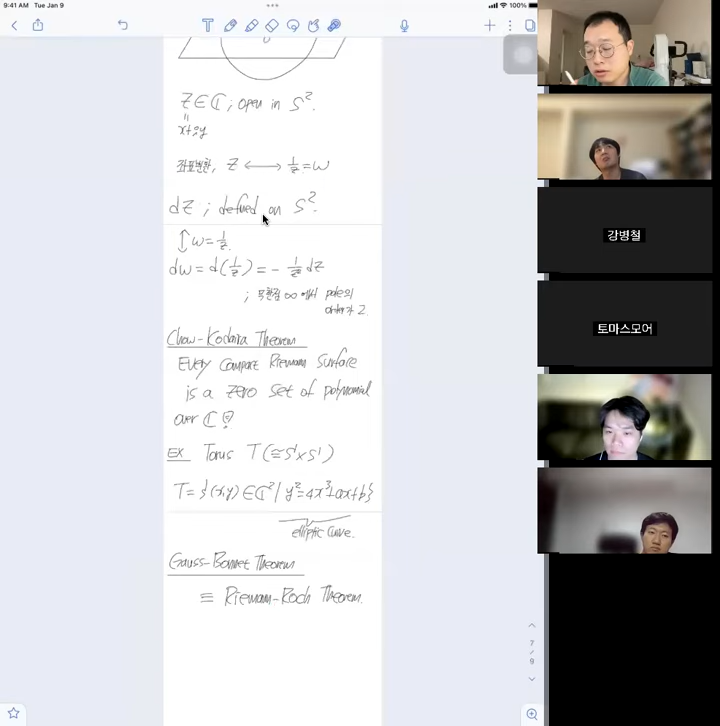 9:41 AM Tue Jan 9
100%
Z ∈ ℂ ; open in S².
x+iy
좌표변환, Z ⟷ 1/z = w
dz ; defined on S².
↕ w = 1/z.
dw = d(1/z) = - 1/z² dz
; 무한점 ∞ 에서 pole의
order가 2.
Chow-Kodaira Theorem
Every compact Riemann surface
is a zero set of polynomial
over ℂ !
EX Torus T (≅ S¹×S¹)
T = {(x,y) ∈ ℂ² | y² = 4x³+ax+b}
elliptic curve.
Gauss-Bonnet Theorem
≡ Riemann-Roch Theorem.
7
/
9
강병철
토마스모어